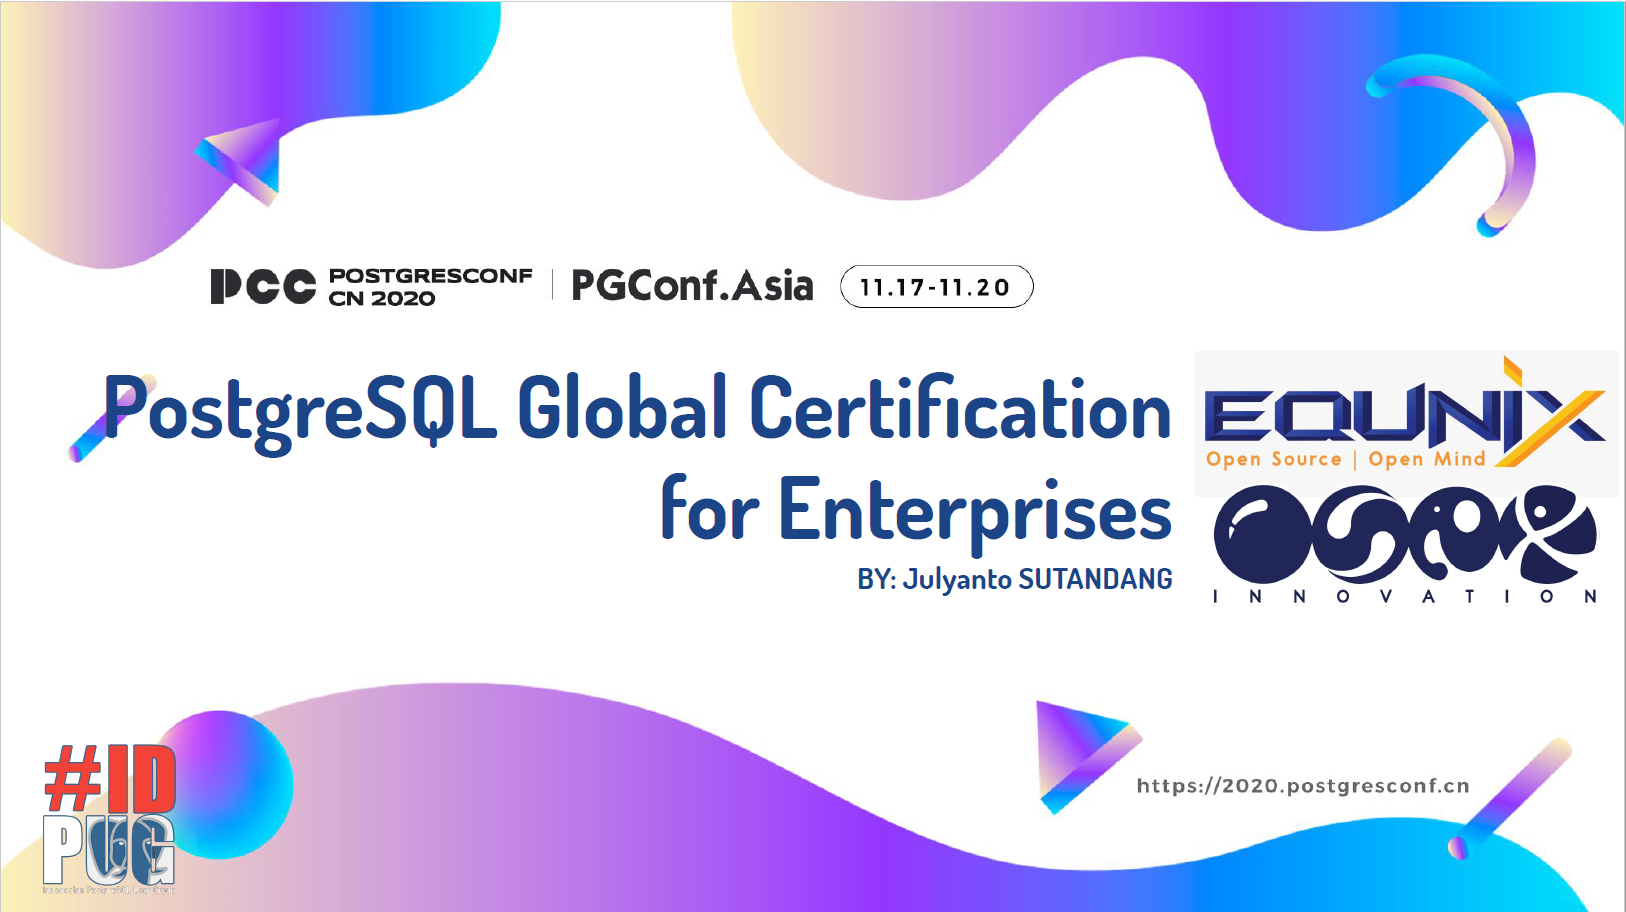 PCC POSTGRESCONF
CN 2020
PGConf.Asia
11.17-11.20
PostgreSQL Global Certification
for Enterprises
BY: Julyanto SUTANDANG
EQUNIX
Open Source | Open Mind
INNOVATION
https://2020.postgresconf.cn
#ID
PUG